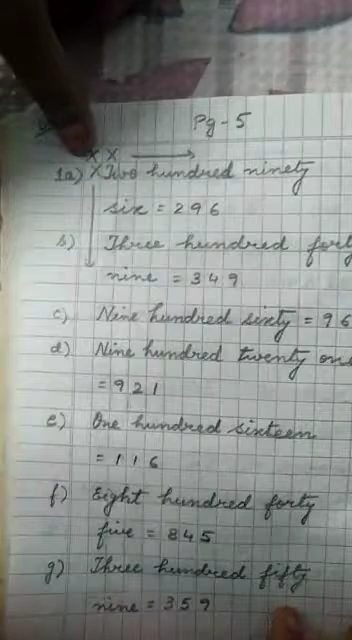 Pg-5
x x
1a) x Two hundred ninety
six = 296
b) Three hundred forty
nine = 349
c) Nine hundred sixty = 96
d) Nine hundred twenty one
= 921
e) One hundred sixteen
= 116
f) Eight hundred forty
five = 845
g) Three hundred fifty
nine = 359